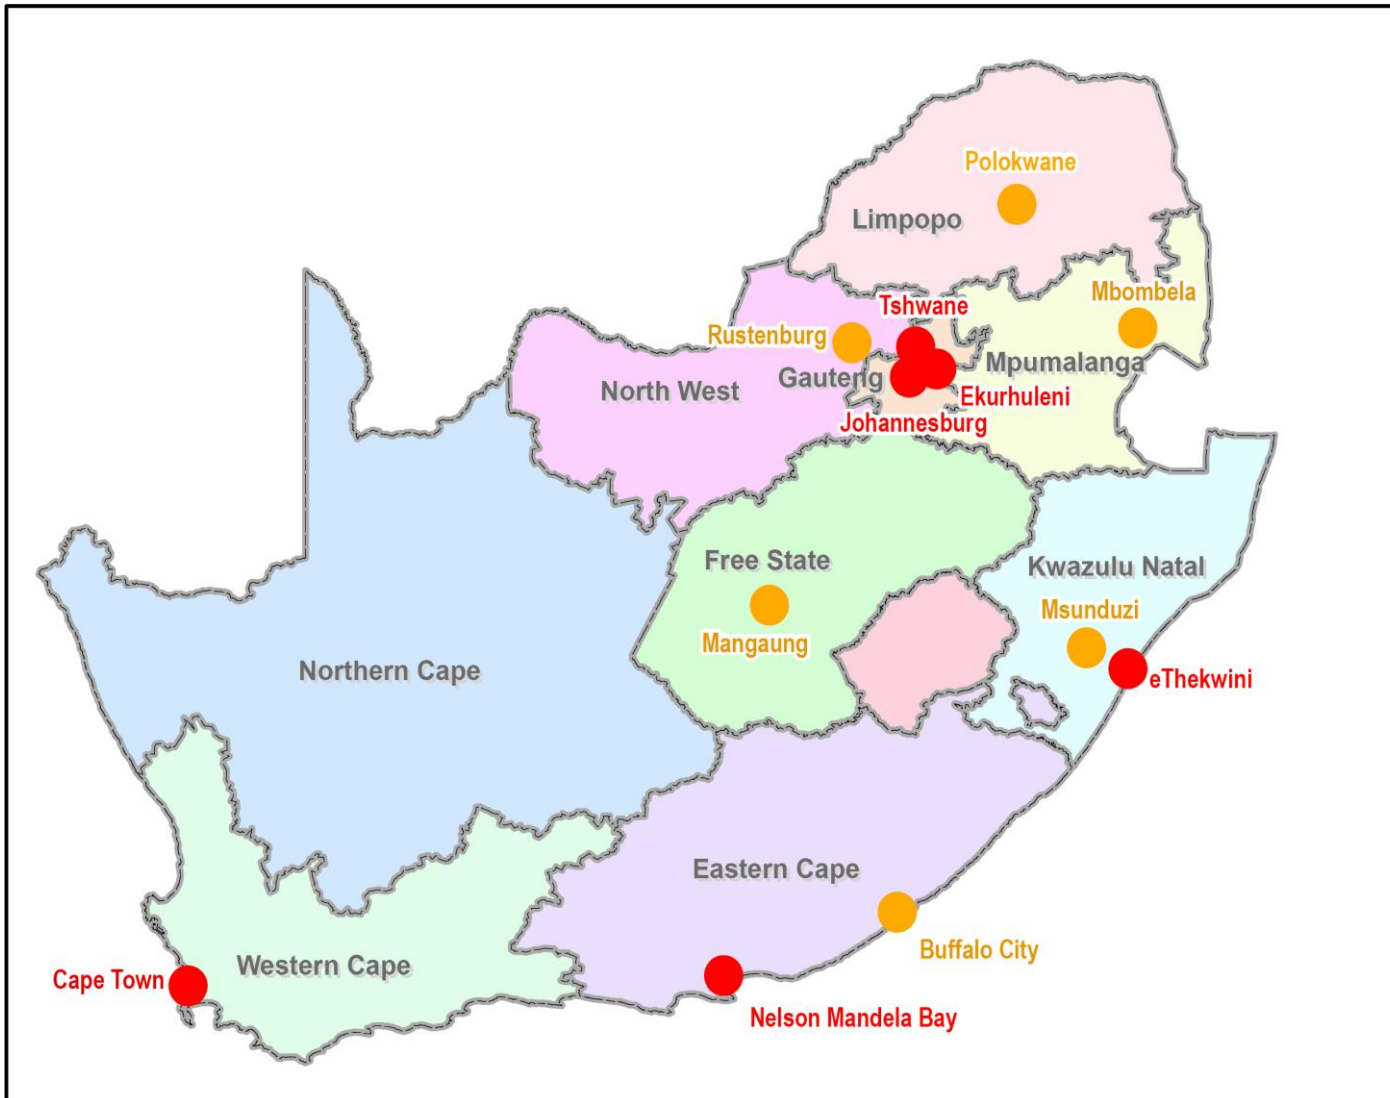 Polokwane
Limpopo
Mbombela
Tshwane
Rustenburg
Mpumalanga
Gauteng
North West
Ekurhuleni
Johannesburg
Free State
Kwazulu Natal
Msunduzi
Mangaung
Northern Cape
eThekwini
Eastern Cape
Buffalo City
Western Cape
Cape Town
Nelson Mandela Bay